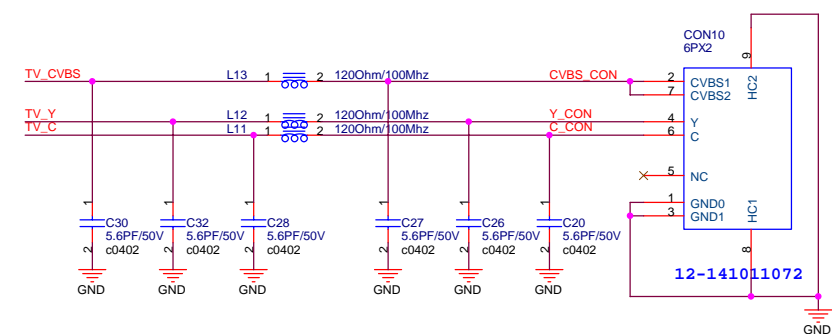 CON10
6PX2
TV_CVBS
L13
1
2
120Ohm/100Mhz
CVBS_CON
2
CVBS1
7
CVBS2
9
HC2
TV_Y
L12
1
2
120Ohm/100Mhz
Y_CON
4
Y
TV_C
L11
1
2
120Ohm/100Mhz
C_CON
6
C
5
NC
1
GND0
3
GND1
HC1
8
1
C30
5.6PF/50V
2
c0402
GND
1
C32
5.6PF/50V
2
c0402
GND
1
C28
5.6PF/50V
2
c0402
GND
1
C27
5.6PF/50V
2
c0402
GND
1
C26
5.6PF/50V
2
c0402
GND
1
C20
5.6PF/50V
2
c0402
GND
12-141011072
GND